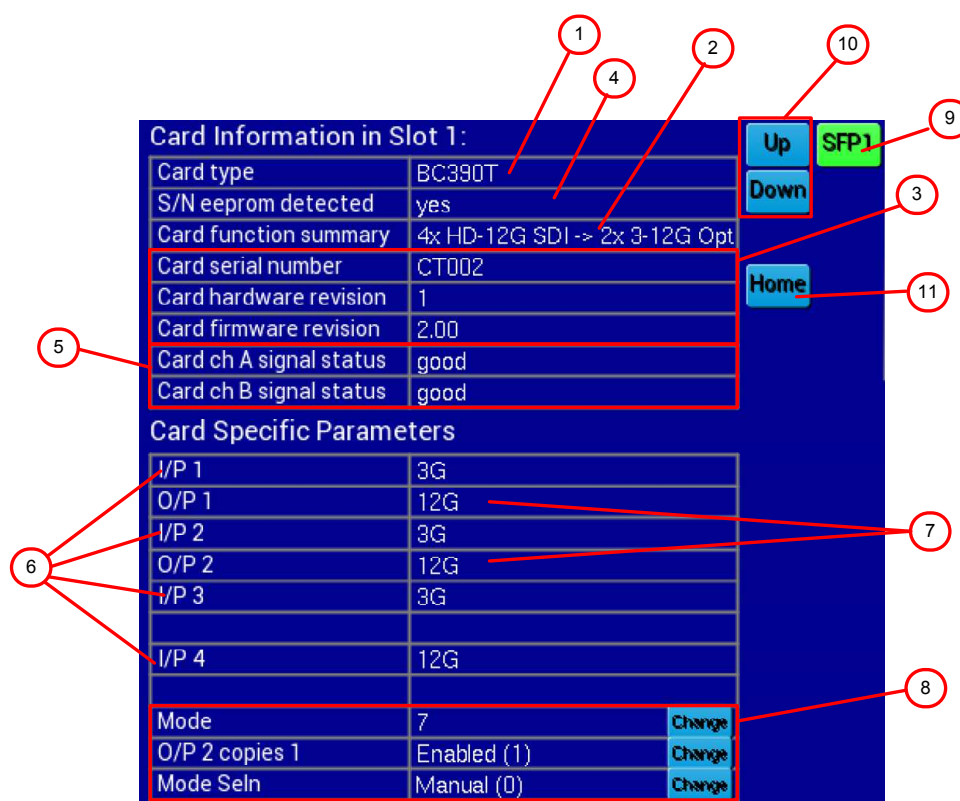 1
2
10
4
9
Card Information in Slot 1:
Up
SFP1
Card type BC390T
Down
S/N eeprom detected yes
3
Card function summary 4x HD-12G SDI -> 2x 3-12G Opt
Card serial number CT002
Home
11
Card hardware revision 1
Card firmware revision 2.00
5
Card ch A signal status good
Card ch B signal status good
Card Specific Parameters
I/P 1 3G
O/P 1 12G
I/P 2 3G
7
O/P 2 12G
6
I/P 3 3G
I/P 4 12G
8
Mode 7 Change
O/P 2 copies 1 Enabled (1) Change
Mode Seln Manual (0) Change